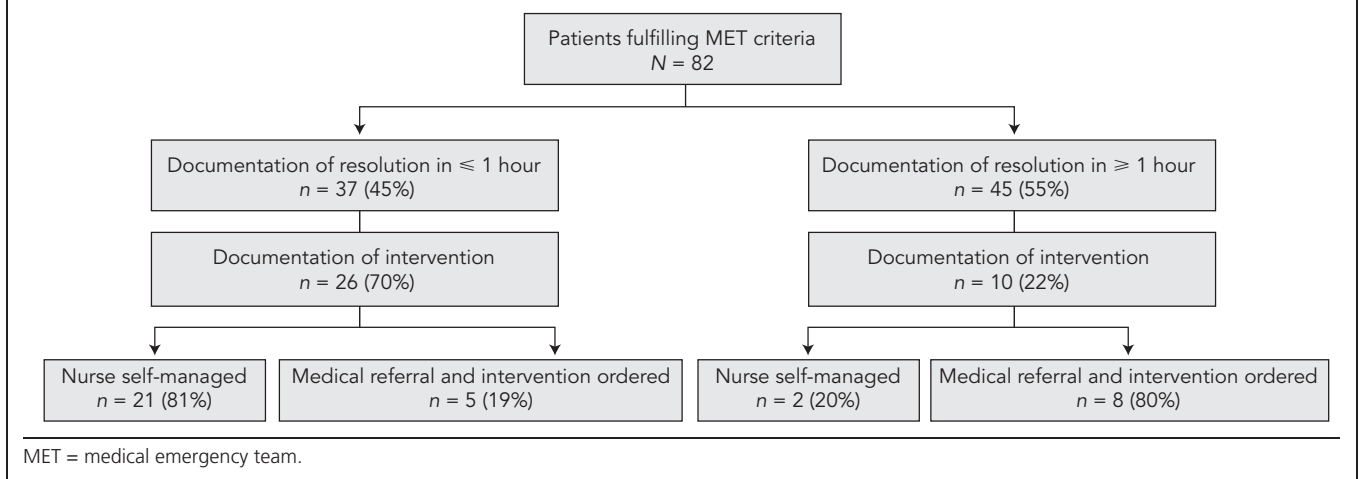 Patients fulfilling MET criteria
N = 82
Documentation of resolution in ⩽ 1 hour
n = 37 (45%)
Documentation of resolution in ⩾ 1 hour
n = 45 (55%)
Documentation of intervention
n = 26 (70%)
Documentation of intervention
n = 10 (22%)
Nurse self-managed
n = 21 (81%)
Medical referral and intervention ordered
n = 5 (19%)
Nurse self-managed
n = 2 (20%)
Medical referral and intervention ordered
n = 8 (80%)
MET = medical emergency team.